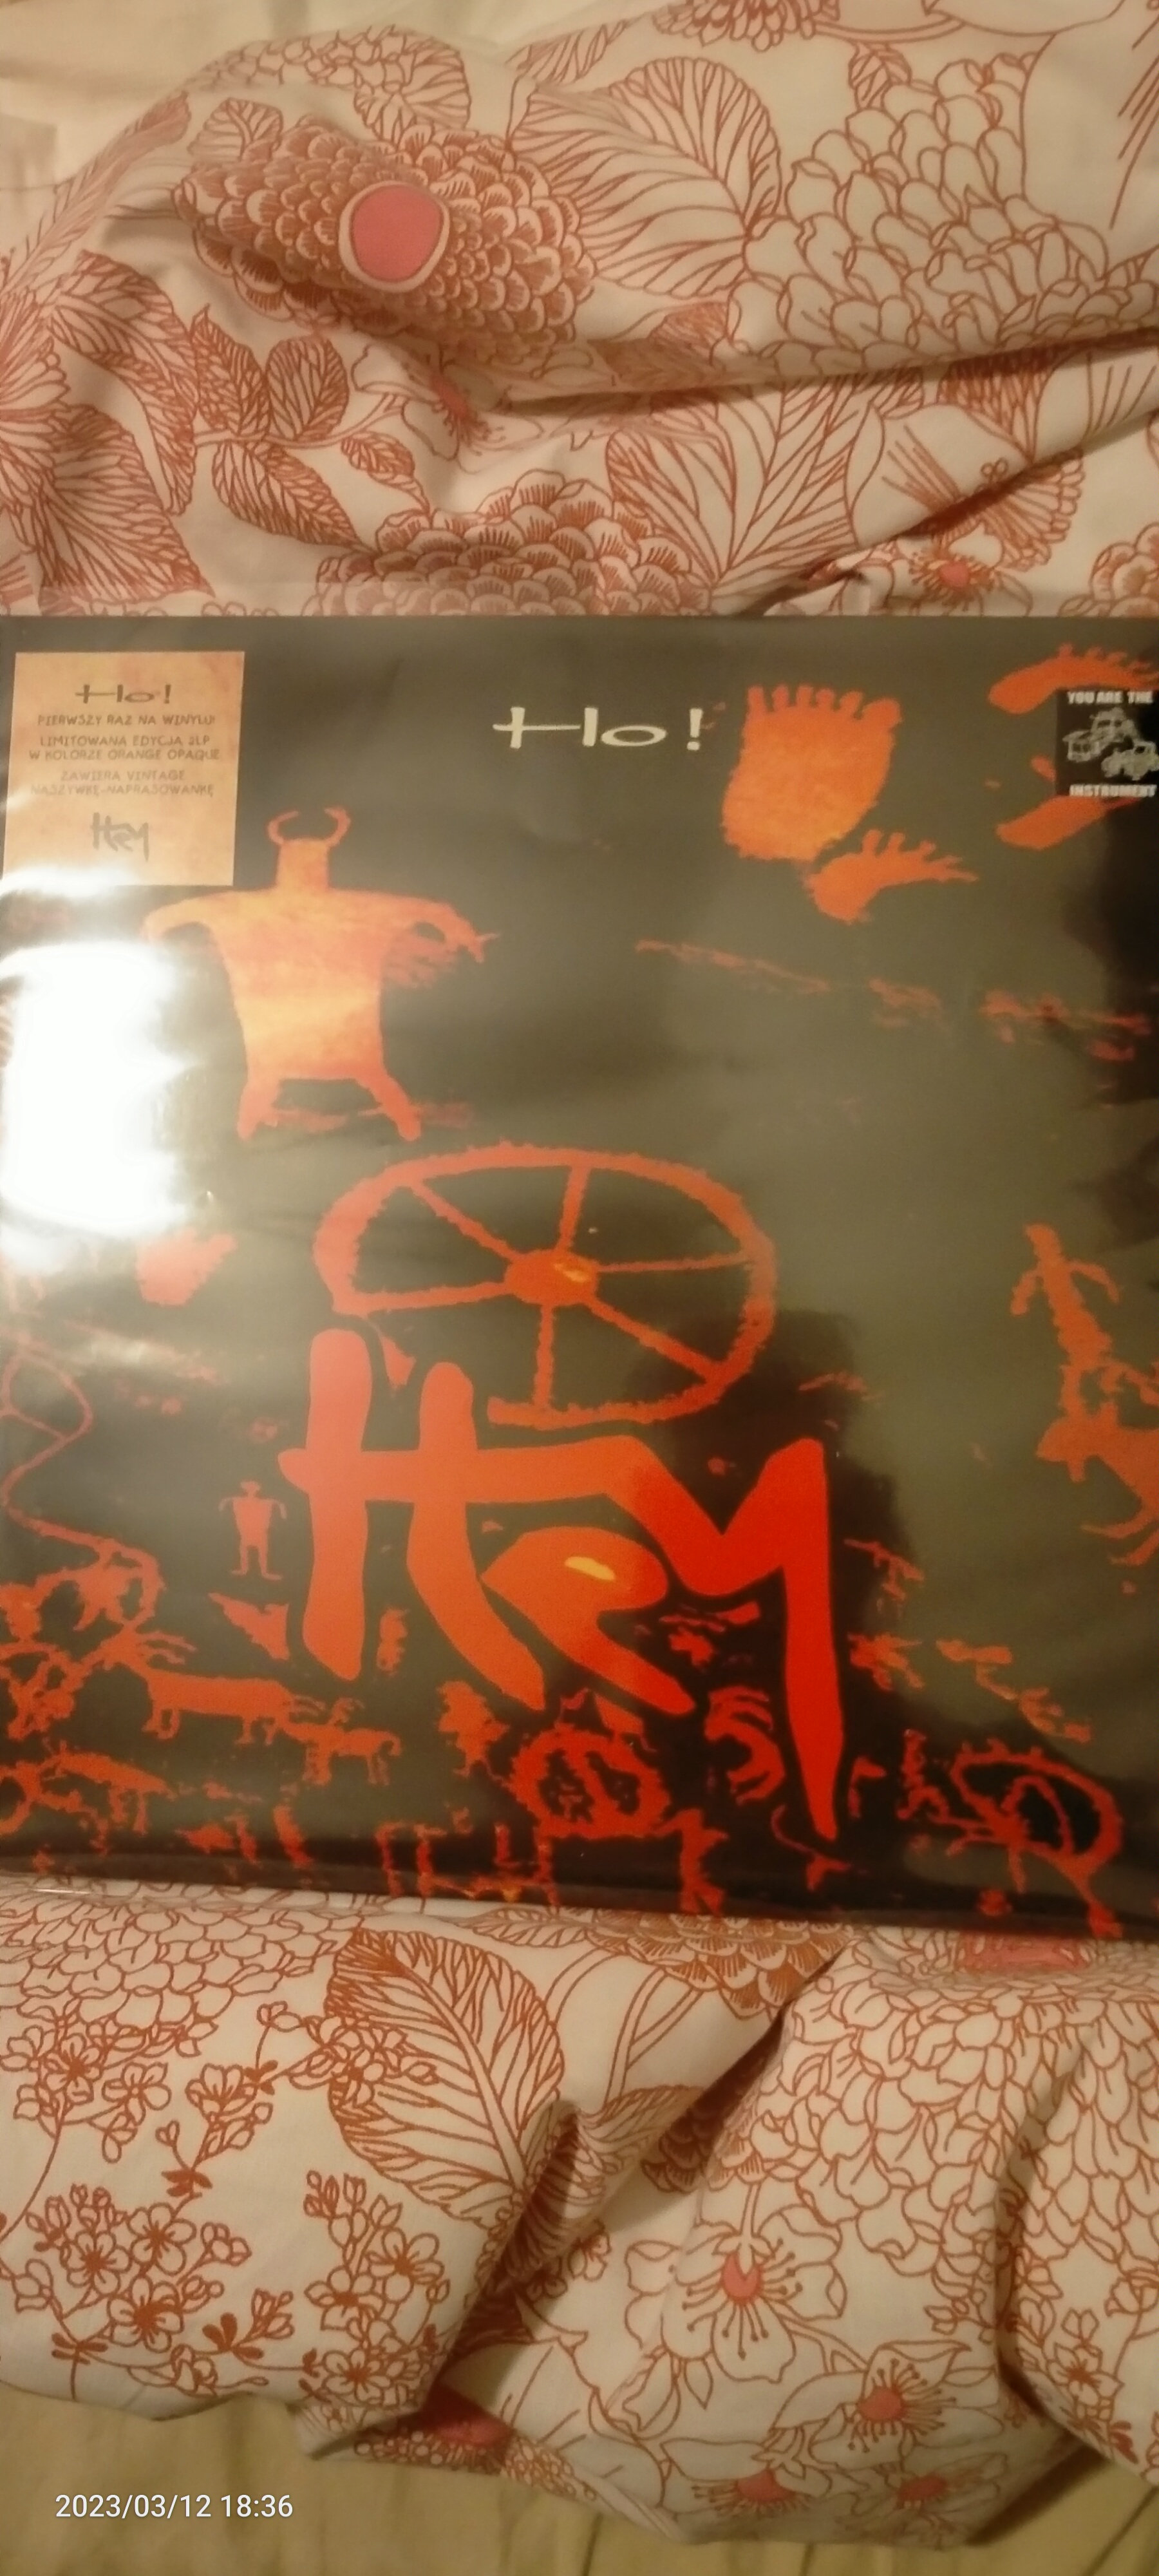 Ho!
PIERWSZY RAZ NA WINYLU!
LIMITOWANA EDYCJA 2LP
W KOLORZE ORANGE OPAQUE
ZAWIERA VINTAGE
NASZYWKĘ-NAPRASOWANKĘ
HEY
Ho!
YOU ARE THE
INSTRUMENT
HEY
2023/03/12 18:36